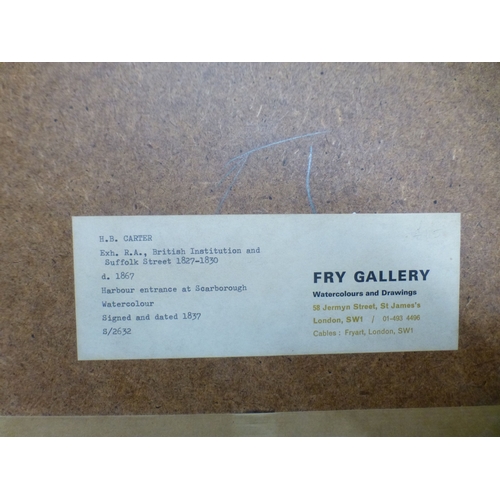 H.B. CARTER
Exh. R.A., British Institution and
Suffolk Street 1827-1830
d. 1867
Harbour entrance at Scarborough
Watercolour
Signed and dated 1837
S/2632
FRY GALLERY
Watercolours and Drawings
58 Jermyn Street, St James's
London, SW1 / 01-493 4496
Cables: Fryart, London, SW1